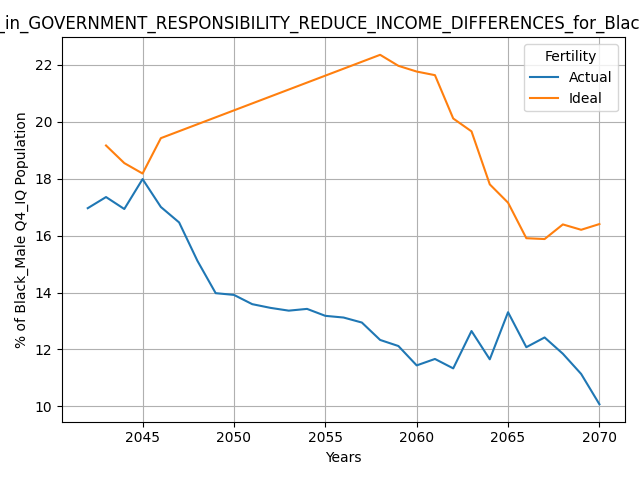 _in_GOVERNMENT_RESPONSIBILITY_REDUCE_INCOME_DIFFERENCES_for_Blac
Fertility
Actual
Ideal
% of Black_Male Q4_IQ Population
22
20
18
16
14
12
10
2045 2050 2055 2060 2065 2070
Years